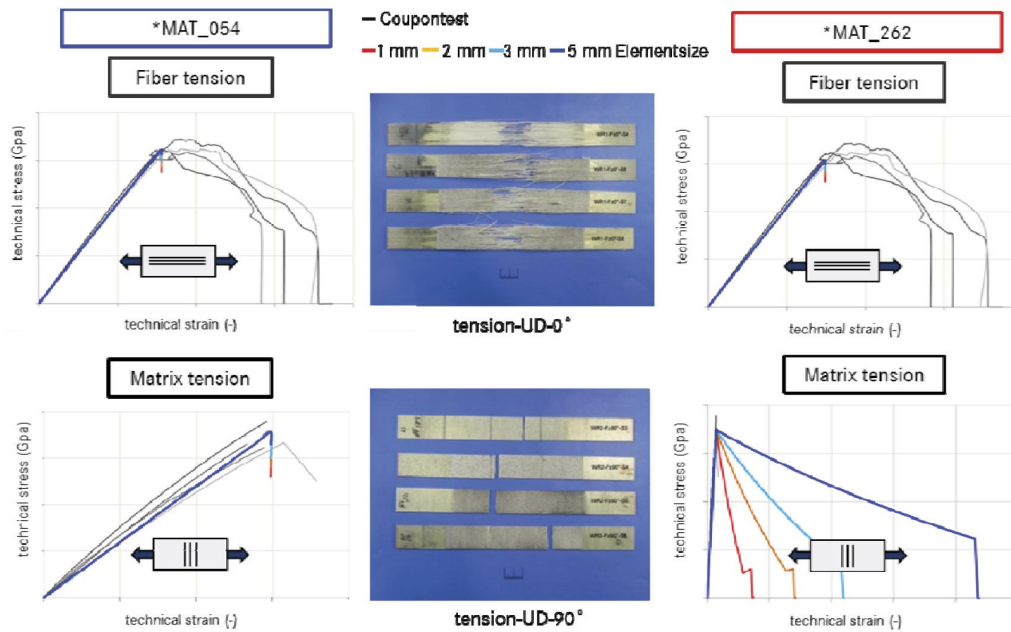 *MAT_054
Coupontest
1 mm 2 mm 3 mm 5 mm Elementsize
*MAT_262
Fiber tension
technical stress (Gpa)
technical strain (-)
tension-UD-0°
Fiber tension
technical stress (Gpa)
technical strain (-)
Matrix tension
technical stress (Gpa)
technical strain (-)
tension-UD-90°
Matrix tension
technical stress (Gpa)
technical strain (-)